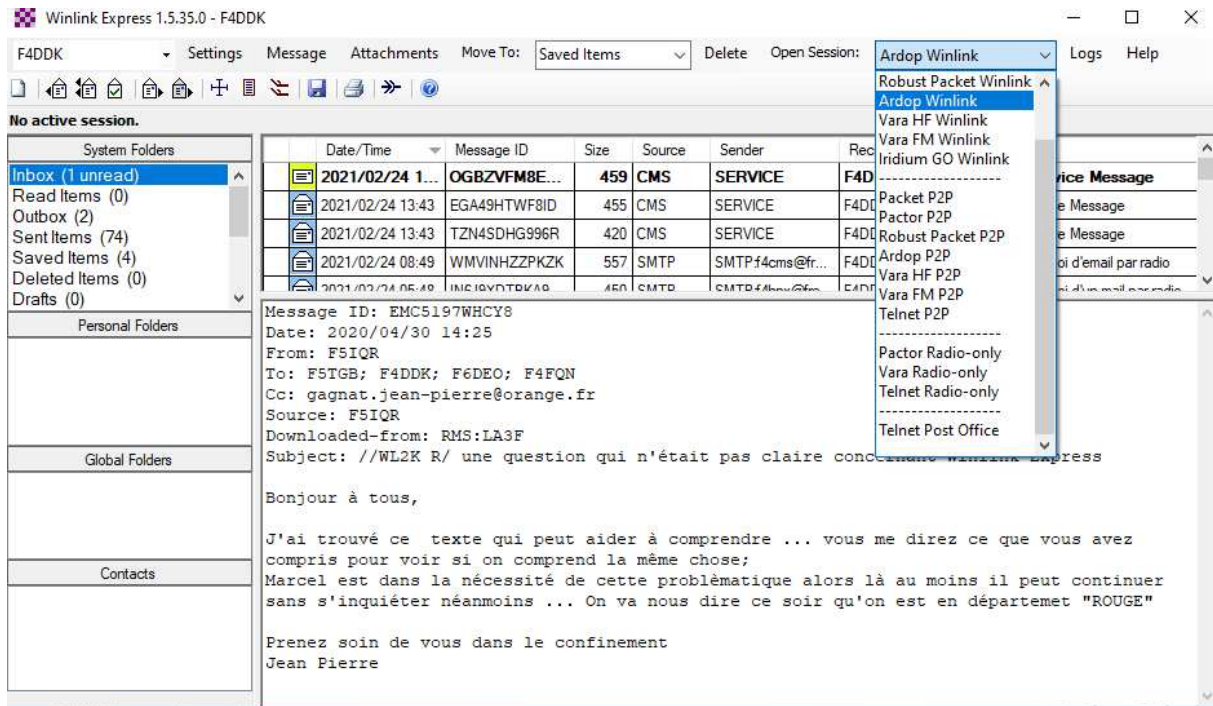 Winlink Express 1.5.35.0 - F4DDK
F4DDK Settings Message Attachments Move To: Saved Items Delete Open Session: Ardop Winlink Logs Help
No active session.
System Folders
Inbox (1 unread)
Read Items (0)
Outbox (2)
Sent Items (74)
Saved Items (4)
Deleted Items (0)
Drafts (0)
Personal Folders
Global Folders
Contacts
Date/Time Message ID Size Source Sender Rec
2021/02/24 1... OGBZVFM8E... 459 CMS SERVICE F4D vice Message
2021/02/24 13:43 EGA49HTWF8ID 455 CMS SERVICE F4DD e Message
2021/02/24 13:43 TZN4SDHG996R 420 CMS SERVICE F4DD e Message
2021/02/24 08:49 WMVINHZZPKZK 557 SMTP SMTP:f4cms@fr... F4DD oi d'email par radio
Robust Packet Winlink
Ardop Winlink
Vara HF Winlink
Vara FM Winlink
Iridium GO Winlink
-------------------
Packet P2P
Pactor P2P
Robust Packet P2P
Ardop P2P
Vara HF P2P
Vara FM P2P
Telnet P2P
-------------------
Pactor Radio-only
Vara Radio-only
Telnet Radio-only
-------------------
Telnet Post Office
Message ID: EMC5197WHCY8
Date: 2020/04/30 14:25
From: F5IQR
To: F5TGB; F4DDK; F6DEO; F4FQN
Cc: gagnat.jean-pierre@orange.fr
Source: F5IQR
Downloaded-from: RMS:LA3F
Subject: //WL2K R/ une question qui n'était pas claire concernant Winlink Express
Bonjour à tous,
J'ai trouvé ce texte qui peut aider à comprendre ... vous me direz ce que vous avez
compris pour voir si on comprend la même chose;
Marcel est dans la nécessité de cette problèmatique alors là au moins il peut continuer
sans s'inquiéter néanmoins ... On va nous dire ce soir qu'on est en départemet "ROUGE"
Prenez soin de vous dans le confinement
Jean Pierre